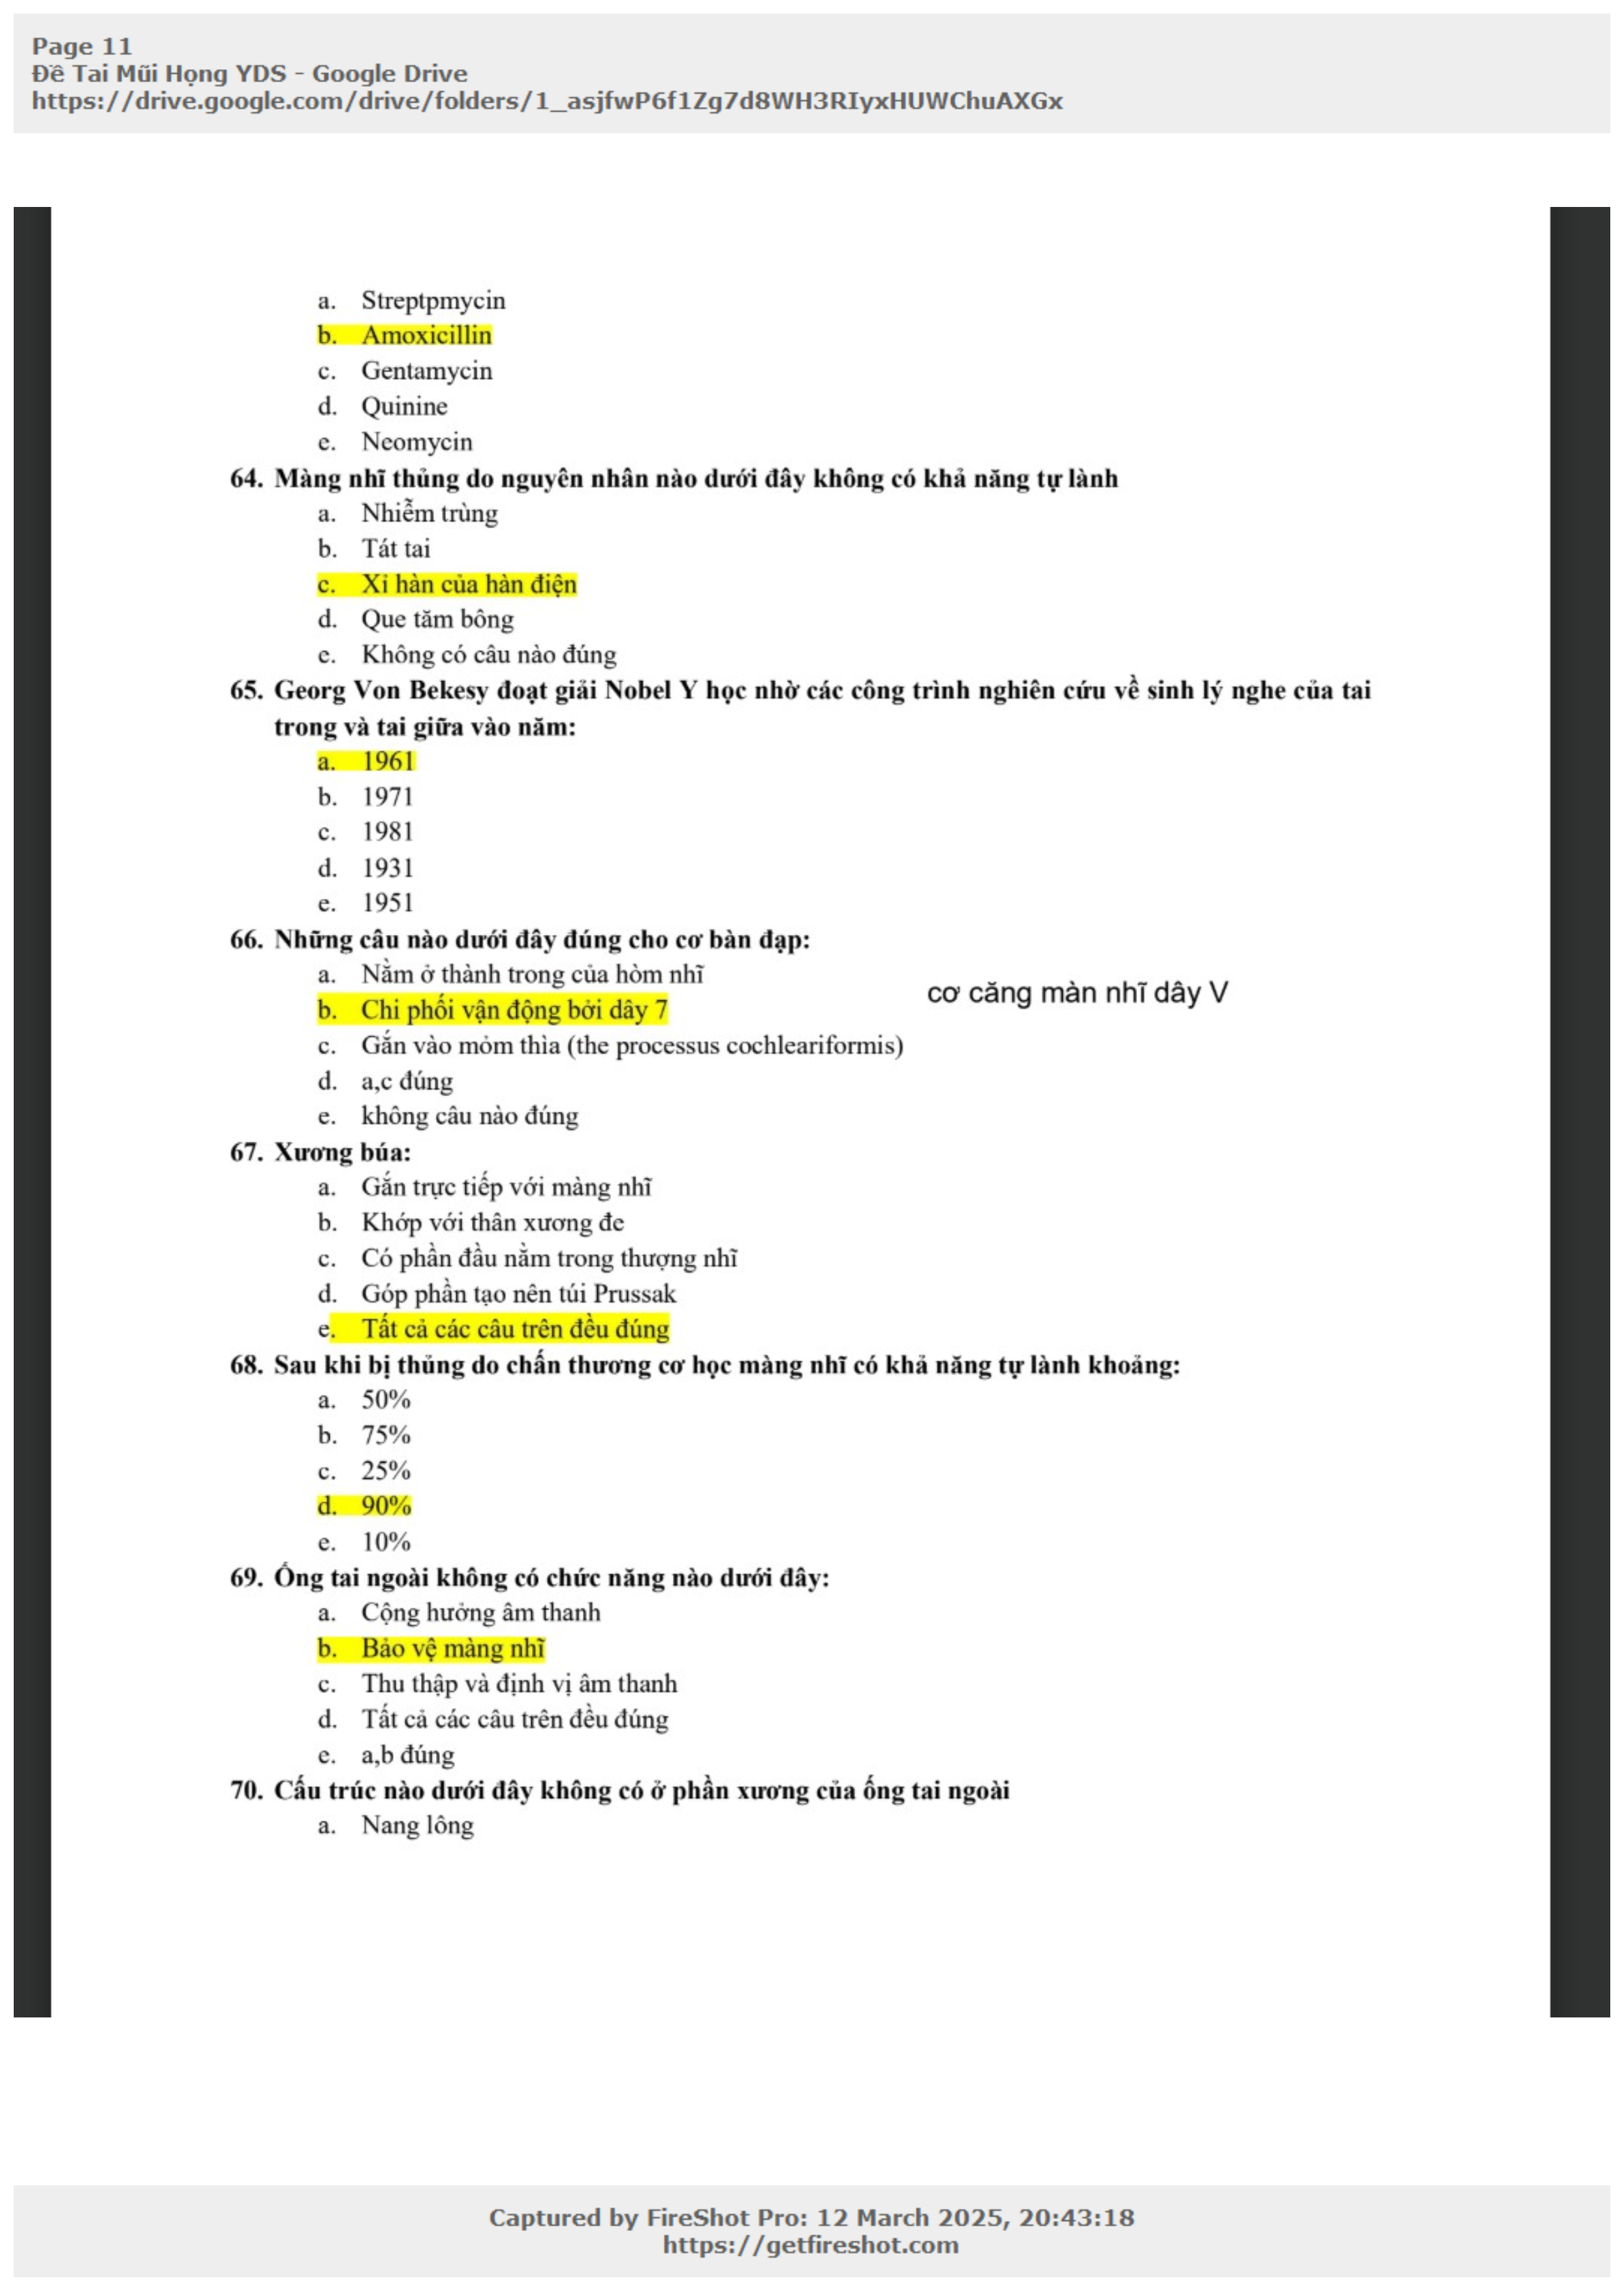 Page 11
Đề Tai Mũi Họng YDS - Google Drive
https://drive.google.com/drive/folders/1_asjfwP6f1Zg7d8WH3RIyxHUWChuAXGx
a. Streptpmycin
b. Amoxicillin
c. Gentamycin
d. Quinine
e. Neomycin
64. Màng nhĩ thủng do nguyên nhân nào dưới đây không có khả năng tự lành
a. Nhiễm trùng
b. Tát tai
c. Xỉ hàn của hàn điện
d. Que tăm bông
e. Không có câu nào đúng
65. Georg Von Bekesy đoạt giải Nobel Y học nhờ các công trình nghiên cứu về sinh lý nghe của tai
trong và tai giữa vào năm:
a. 1961
b. 1971
c. 1981
d. 1931
e. 1951
66. Những câu nào dưới đây đúng cho cơ bàn đạp:
a. Nằm ở thành trong của hòm nhĩ
cơ căng màn nhĩ dây V
b. Chi phối vận động bởi dây 7
c. Gắn vào mỏm thìa (the processus cochleariformis)
d. a,c đúng
e. không câu nào đúng
67. Xương búa:
a. Gắn trực tiếp với màng nhĩ
b. Khớp với thân xương đe
c. Có phần đầu nằm trong thượng nhĩ
d. Góp phần tạo nên túi Prussak
e. Tất cả các câu trên đều đúng
68. Sau khi bị thủng do chấn thương cơ học màng nhĩ có khả năng tự lành khoảng:
a. 50%
b. 75%
c. 25%
d. 90%
e. 10%
69. Ống tai ngoài không có chức năng nào dưới đây:
a. Cộng hưởng âm thanh
b. Bảo vệ màng nhĩ
c. Thu thập và định vị âm thanh
d. Tất cả các câu trên đều đúng
e. a,b đúng
70. Cấu trúc nào dưới đây không có ở phần xương của ống tai ngoài
a. Nang lông
Captured by FireShot Pro: 12 March 2025, 20:43:18
https://getfireshot.com